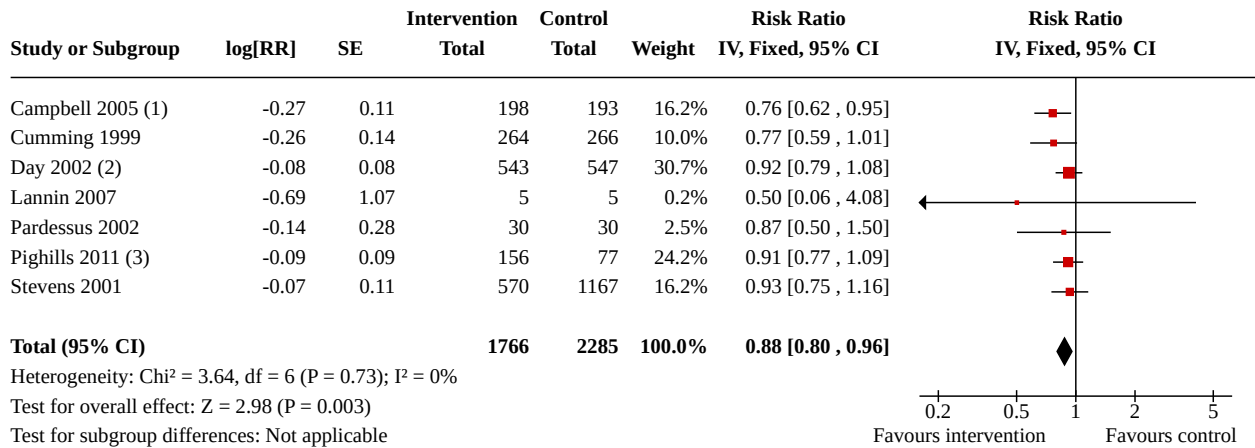 Intervention Control Risk Ratio Risk Ratio
Study or Subgroup log[RR] SE Total Total Weight IV, Fixed, 95% CI IV, Fixed, 95% CI
Campbell 2005 (1) -0.27 0.11 198 193 16.2% 0.76 [0.62 , 0.95]
Cumming 1999 -0.26 0.14 264 266 10.0% 0.77 [0.59 , 1.01]
Day 2002 (2) -0.08 0.08 543 547 30.7% 0.92 [0.79 , 1.08]
Lannin 2007 -0.69 1.07 5 5 0.2% 0.50 [0.06 , 4.08]
Pardessus 2002 -0.14 0.28 30 30 2.5% 0.87 [0.50 , 1.50]
Pighills 2011 (3) -0.09 0.09 156 77 24.2% 0.91 [0.77 , 1.09]
Stevens 2001 -0.07 0.11 570 1167 16.2% 0.93 [0.75 , 1.16]
Total (95% CI) 1766 2285 100.0% 0.88 [0.80 , 0.96]
Heterogeneity: Chi² = 3.64, df = 6 (P = 0.73); I² = 0%
Test for overall effect: Z = 2.98 (P = 0.003)
0.2 0.5 1 2 5
Test for subgroup differences: Not applicable
Favours intervention Favours control